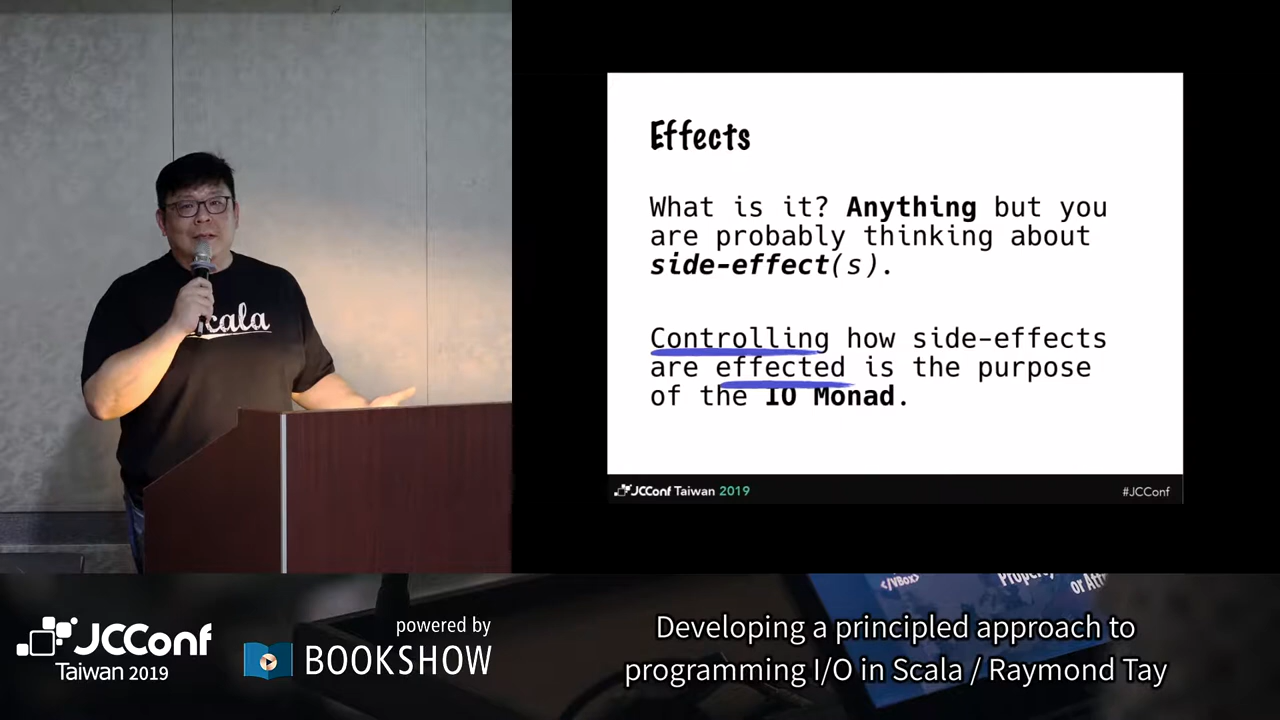 Scala
Effects
What is it? Anything but you
are probably thinking about
side-effect(s).
Controlling how side-effects
are effected is the purpose
of the IO Monad.
JCConf Taiwan 2019
#JCConf
</VBox>
JCConf
Taiwan 2019
powered by
BOOKSHOW
Developing a principled approach to
programming I/O in Scala / Raymond Tay